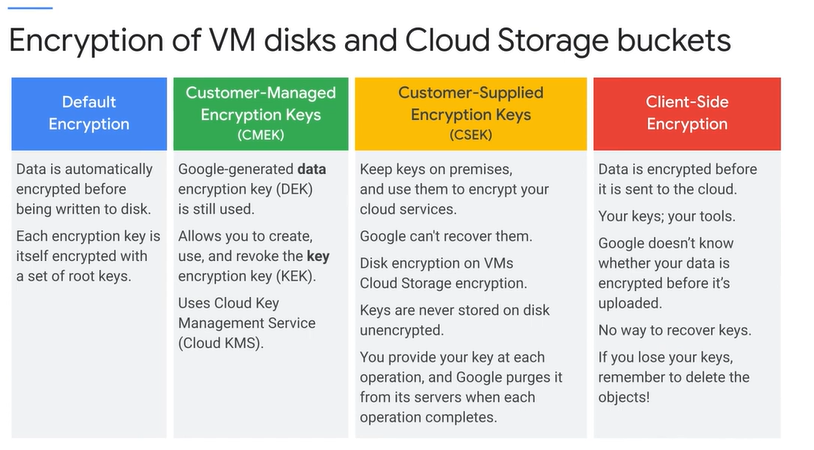 Encryption of VM disks and Cloud Storage buckets
Default
Encryption
Data is automatically
encrypted before
being written to disk.
Each encryption key is
itself encrypted with
a set of root keys.
Customer-Managed
Encryption Keys
(CMEK)
Google-generated data
encryption key (DEK)
is still used.
Allows you to create,
use, and revoke the key
encryption key (KEK).
Uses Cloud Key
Management Service
(Cloud KMS).
Customer-Supplied
Encryption Keys
(CSEK)
Keep keys on premises,
and use them to encrypt your
cloud services.
Google can't recover them.
Disk encryption on VMs
Cloud Storage encryption.
Keys are never stored on disk
unencrypted.
You provide your key at each
operation, and Google purges it
from its servers when each
operation completes.
Client-Side
Encryption
Data is encrypted before
it is sent to the cloud.
Your keys; your tools.
Google doesn’t know
whether your data is
encrypted before it’s
uploaded.
No way to recover keys.
If you lose your keys,
remember to delete the
objects!